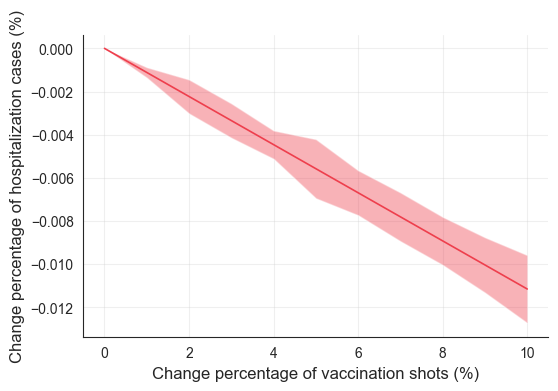 Change percentage of hospitalization cases (%)
0.000
−0.002
−0.004
−0.006
−0.008
−0.010
−0.012
0 2 4 6 8 10
Change percentage of vaccination shots (%)